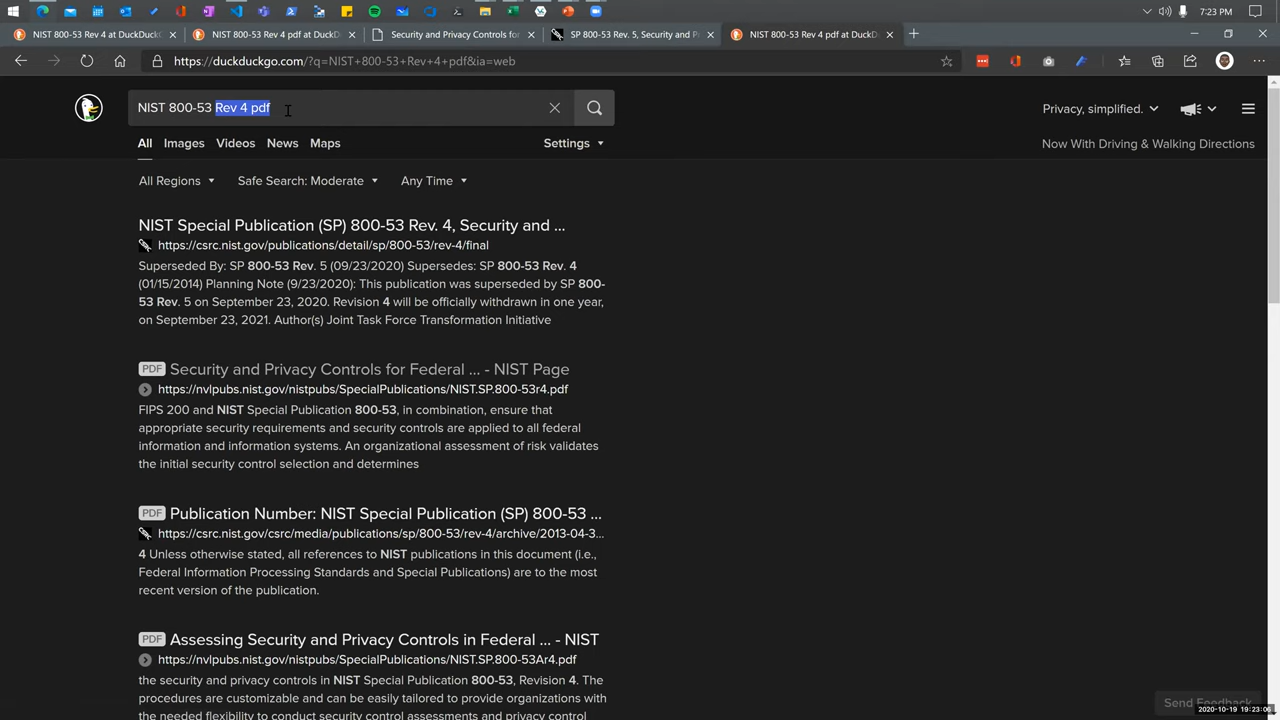 7:23 PM
NIST 800-53 Rev 4 at DuckDuckG
NIST 800-53 Rev 4 pdf at DuckD
Security and Privacy Controls for
SP 800-53 Rev. 5, Security and P
NIST 800-53 Rev 4 pdf at DuckD
https://duckduckgo.com/?q=NIST+800-53+Rev+4+pdf&ia=web
NIST 800-53 Rev 4 pdf
Privacy, simplified.
All Images Videos News Maps Settings
Now With Driving & Walking Directions
All Regions Safe Search: Moderate Any Time
NIST Special Publication (SP) 800-53 Rev. 4, Security and ...
https://csrc.nist.gov/publications/detail/sp/800-53/rev-4/final
Superseded By: SP 800-53 Rev. 5 (09/23/2020) Supersedes: SP 800-53 Rev. 4
(01/15/2014) Planning Note (9/23/2020): This publication was superseded by SP 800-
53 Rev. 5 on September 23, 2020. Revision 4 will be officially withdrawn in one year,
on September 23, 2021. Author(s) Joint Task Force Transformation Initiative
PDF Security and Privacy Controls for Federal ... - NIST Page
https://nvlpubs.nist.gov/nistpubs/SpecialPublications/NIST.SP.800-53r4.pdf
FIPS 200 and NIST Special Publication 800-53, in combination, ensure that
appropriate security requirements and security controls are applied to all federal
information and information systems. An organizational assessment of risk validates
the initial security control selection and determines
PDF Publication Number: NIST Special Publication (SP) 800-53 ...
https://csrc.nist.gov/csrc/media/publications/sp/800-53/rev-4/archive/2013-04-3...
4 Unless otherwise stated, all references to NIST publications in this document (i.e.,
Federal Information Processing Standards and Special Publications) are to the most
recent version of the publication.
PDF Assessing Security and Privacy Controls in Federal ... - NIST
https://nvlpubs.nist.gov/nistpubs/SpecialPublications/NIST.SP.800-53Ar4.pdf
the security and privacy controls in NIST Special Publication 800-53, Revision 4. The
procedures are customizable and can be easily tailored to provide organizations with
the needed flexibility to conduct security control assessments and privacy control
Send Feedback
2020-10-19 19:23:06